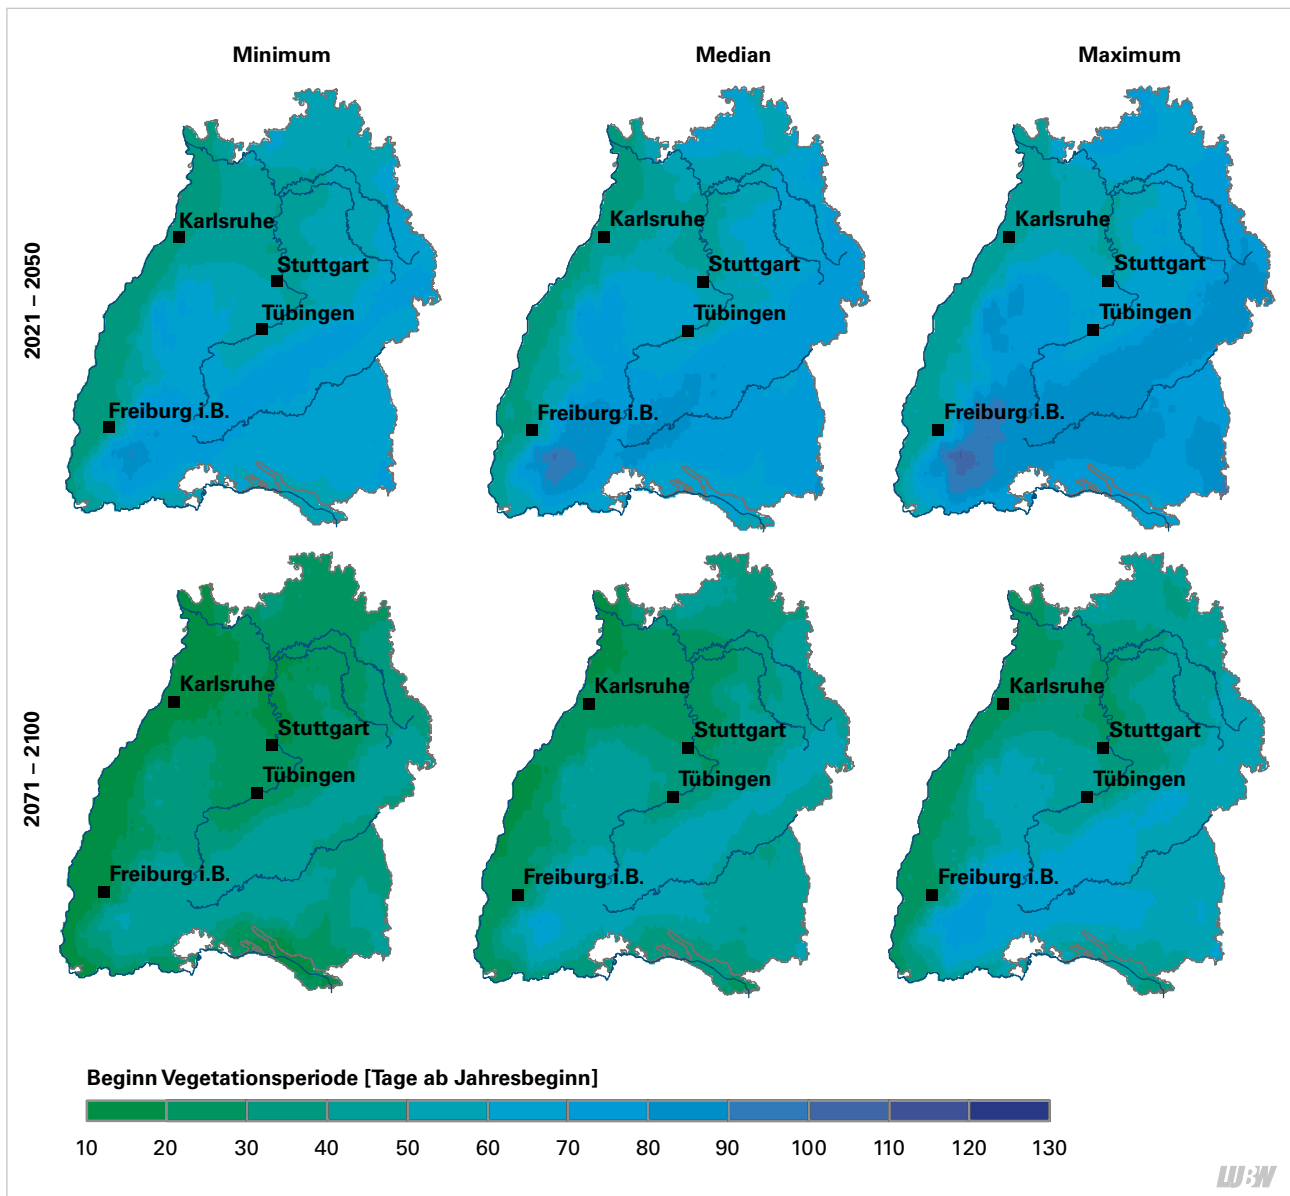 Minimum Median Maximum
2021 – 2050
Karlsruhe
Stuttgart
Tübingen
Freiburg i.B.
Karlsruhe
Stuttgart
Tübingen
Freiburg i.B.
Karlsruhe
Stuttgart
Tübingen
Freiburg i.B.
2071 – 2100
Karlsruhe
Stuttgart
Tübingen
Freiburg i.B.
Karlsruhe
Stuttgart
Tübingen
Freiburg i.B.
Karlsruhe
Stuttgart
Tübingen
Freiburg i.B.
Beginn Vegetationsperiode [Tage ab Jahresbeginn]
10 20 30 40 50 60 70 80 90 100 110 120 130
LUBW